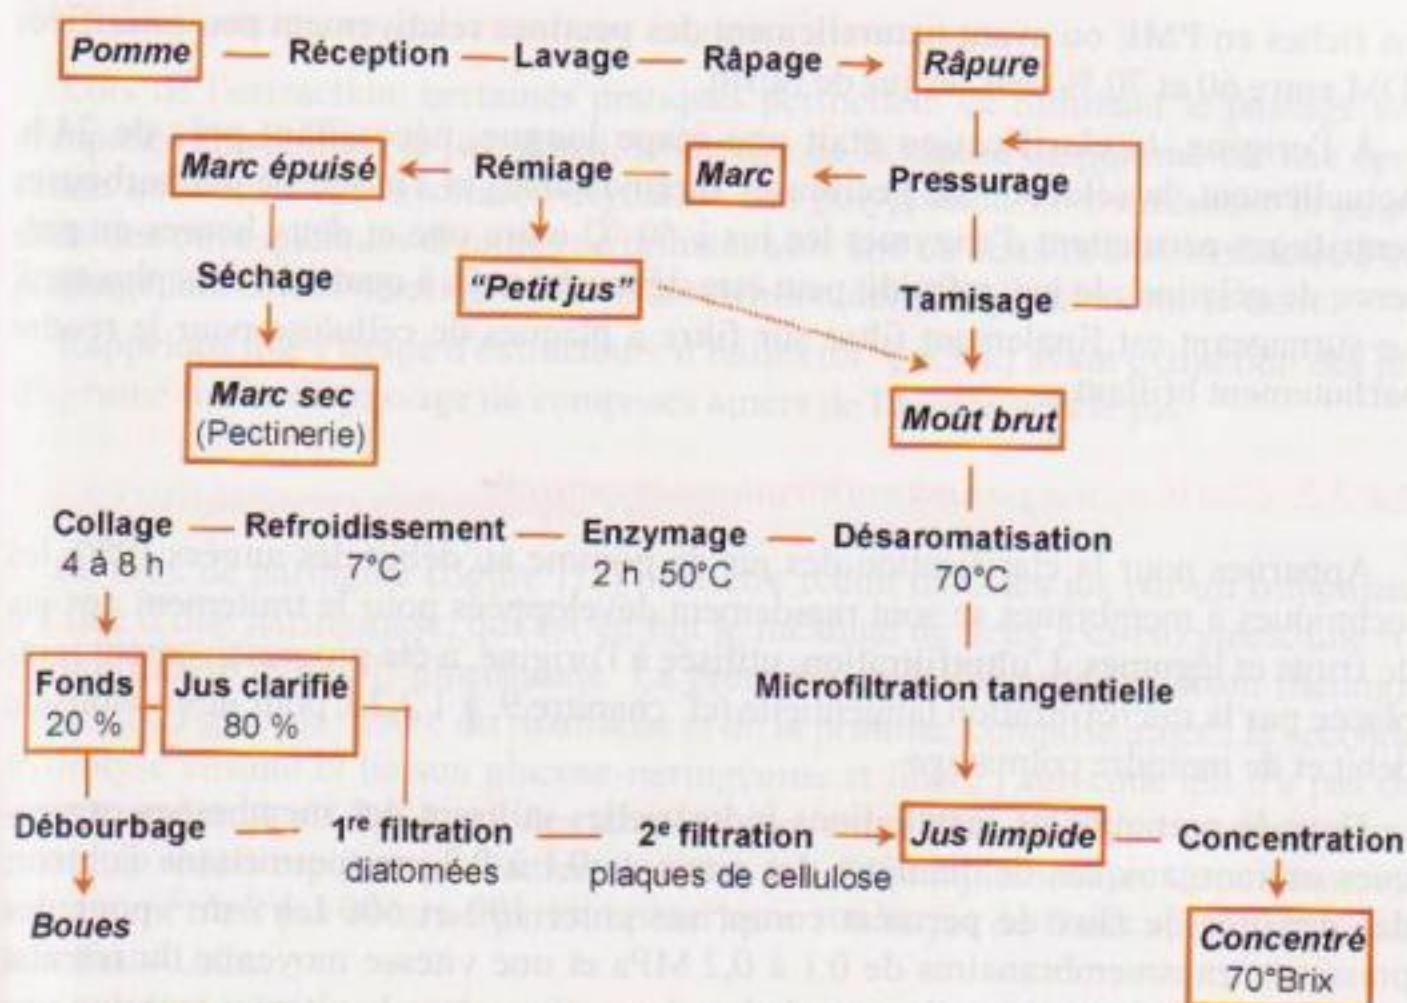 Pomme — Réception — Lavage — Râpage → Râpure
Marc épuisé ← Rémiage — Marc ← Pressurage
Séchage
"Petit jus"
Tamisage
Marc sec
(Pectinerie)
Moût brut
Collage — Refroidissement — Enzymage — Désaromatisation
4 à 8 h 7°C 2 h 50°C 70°C
Fonds Jus clarifié
20 % 80 %
Microfiltration tangentielle
Débourbage — 1re filtration — 2e filtration → Jus limpide — Concentration
diatomées plaques de cellulose
Boues
Concentré
70°Brix